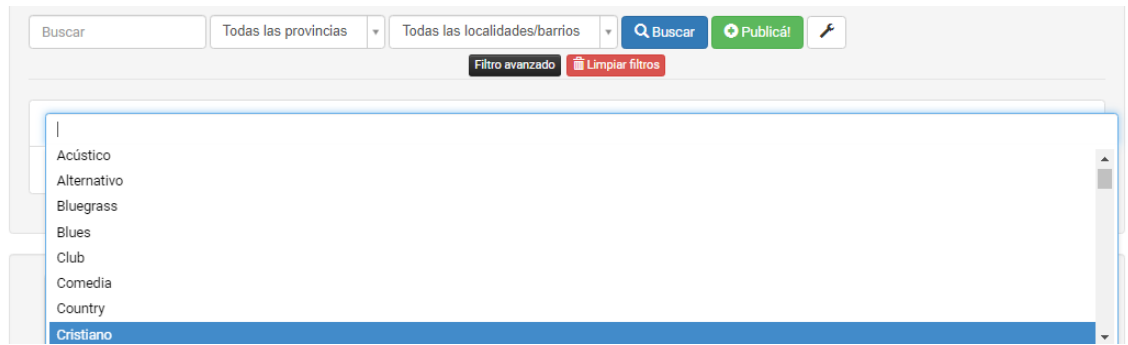 Buscar Todas las provincias Todas las localidades/barrios Buscar Publicá!
Filtro avanzado Limpiar filtros
Acústico
Alternativo
Bluegrass
Blues
Club
Comedia
Country
Cristiano